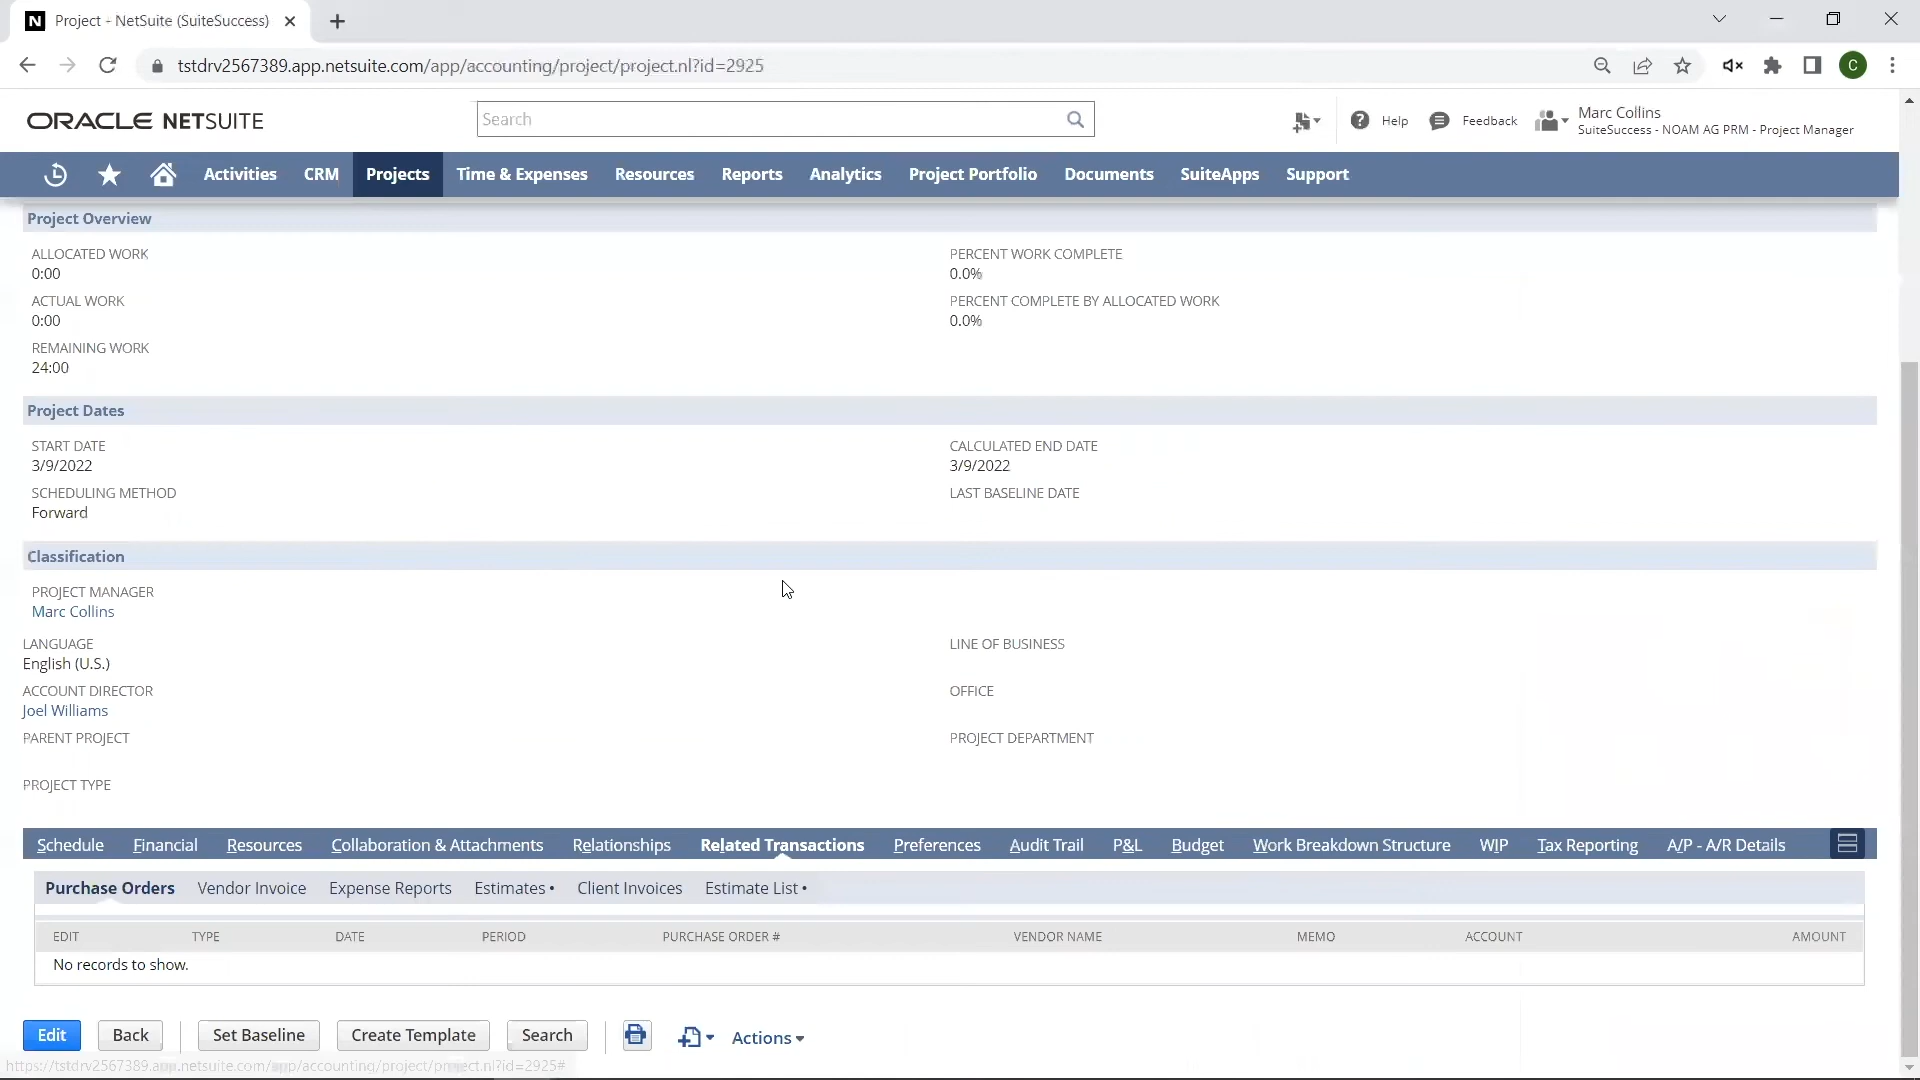 Project - NetSuite (SuiteSuccess)
tstdrv2567389.app.netsuite.com/app/accounting/project/project.nl?id=2925
C
ORACLE NETSUITE
Search
Help
Feedback
Marc Collins
SuiteSuccess - NOAM AG PRM - Project Manager
Activities CRM Projects Time & Expenses Resources Reports Analytics Project Portfolio Documents SuiteApps Support
Project Overview
ALLOCATED WORK
0:00
ACTUAL WORK
0:00
REMAINING WORK
24:00
PERCENT WORK COMPLETE
0.0%
PERCENT COMPLETE BY ALLOCATED WORK
0.0%
Project Dates
START DATE
3/9/2022
SCHEDULING METHOD
Forward
CALCULATED END DATE
3/9/2022
LAST BASELINE DATE
Classification
PROJECT MANAGER
Marc Collins
LANGUAGE
English (U.S.)
ACCOUNT DIRECTOR
Joel Williams
PARENT PROJECT
PROJECT TYPE
LINE OF BUSINESS
OFFICE
PROJECT DEPARTMENT
Schedule Financial Resources Collaboration & Attachments Relationships Related Transactions Preferences Audit Trail P&L Budget Work Breakdown Structure WIP Tax Reporting A/P - A/R Details
Purchase Orders Vendor Invoice Expense Reports Estimates • Client Invoices Estimate List •
EDIT TYPE DATE PERIOD PURCHASE ORDER # VENDOR NAME MEMO ACCOUNT AMOUNT
No records to show.
Edit Back Set Baseline Create Template Search Actions
https://tstdrv2567389.app.netsuite.com/app/accounting/project/project.nl?id=2925#